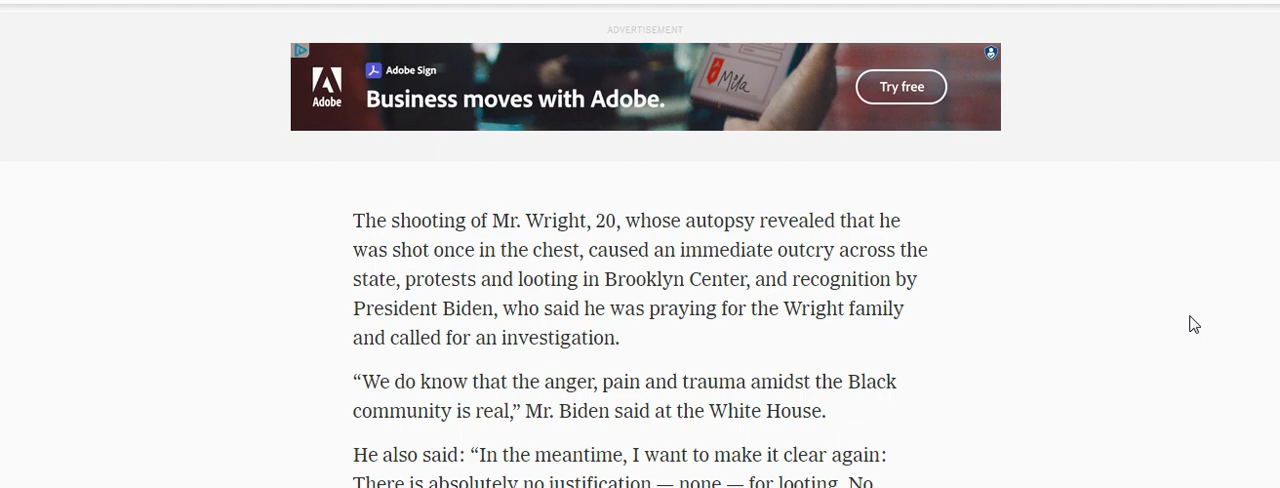 ADVERTISEMENT
Adobe
Adobe Sign
Business moves with Adobe.
Mila
Try free
The shooting of Mr. Wright, 20, whose autopsy revealed that he
was shot once in the chest, caused an immediate outcry across the
state, protests and looting in Brooklyn Center, and recognition by
President Biden, who said he was praying for the Wright family
and called for an investigation.
“We do know that the anger, pain and trauma amidst the Black
community is real,” Mr. Biden said at the White House.
He also said: “In the meantime, I want to make it clear again:
There is absolutely no justification — none — for looting. No